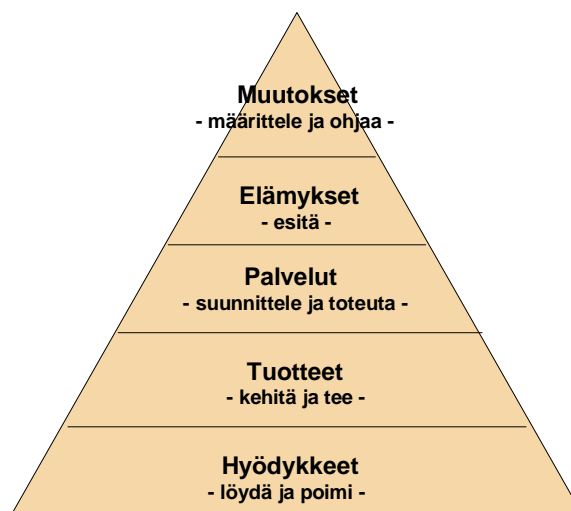 Muutokset
- määrittele ja ohjaa -
Elämykset
- esitä -
Palvelut
- suunnittele ja toteuta -
Tuotteet
- kehitä ja tee -
Hyödykkeet
- löydä ja poimi -